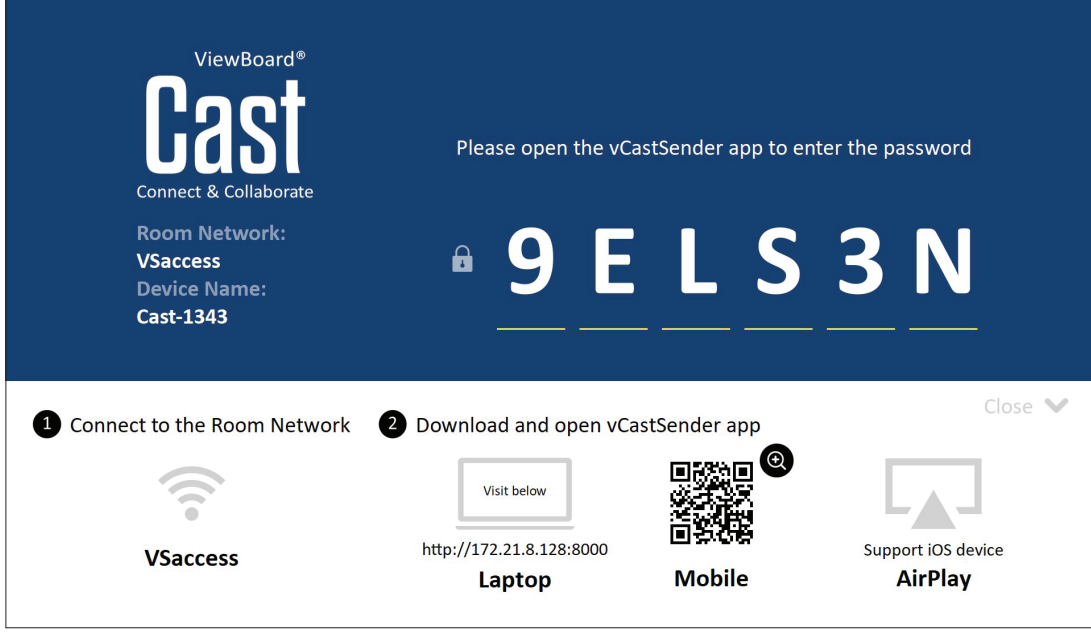 ViewBoard®
Cast
Connect & Collaborate
Room Network:
VSaccess
Device Name:
Cast-1343
Please open the vCastSender app to enter the password
9 E L S 3 N
1 Connect to the Room Network
VSaccess
2 Download and open vCastSender app
Close
Visit below
http://172.21.8.128:8000
Laptop
Mobile
Support iOS device
AirPlay